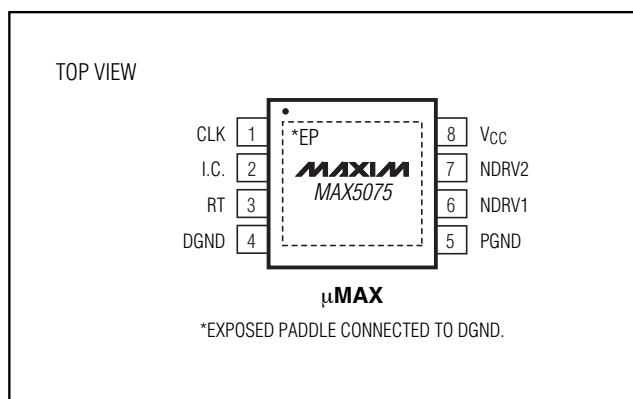 TOP VIEW
CLK 1
I.C. 2
RT 3
DGND 4
*EP
MAXIM
MAX5075
8 VCC
7 NDRV2
6 NDRV1
5 PGND
µMAX
*EXPOSED PADDLE CONNECTED TO DGND.